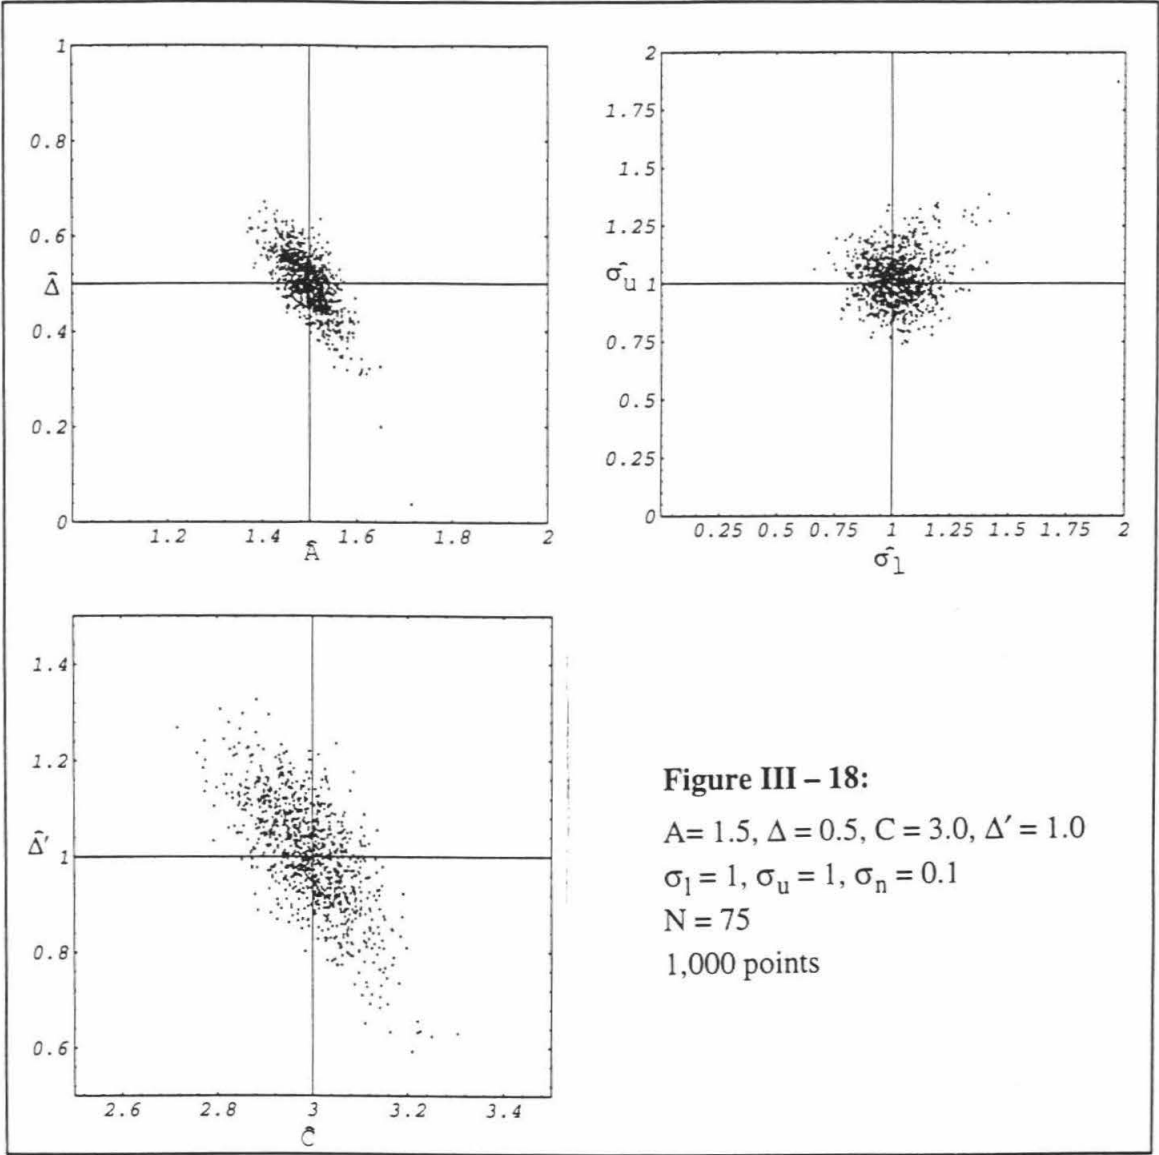 1
0.8
0.6
Δ̂
0.4
0.2
0
1.2 1.4 1.6 1.8 2
Â
2
1.75
1.5
1.25
σ̂u 1
0.75
0.5
0.25
0
0.25 0.5 0.75 1 1.25 1.5 1.75 2
σ̂l
1.4
1.2
Δ̂′
1
0.8
0.6
2.6 2.8 3 3.2 3.4
Ĉ
Figure III – 18:
A= 1.5, Δ = 0.5, C = 3.0, Δ′ = 1.0
σl = 1, σu = 1, σn = 0.1
N = 75
1,000 points